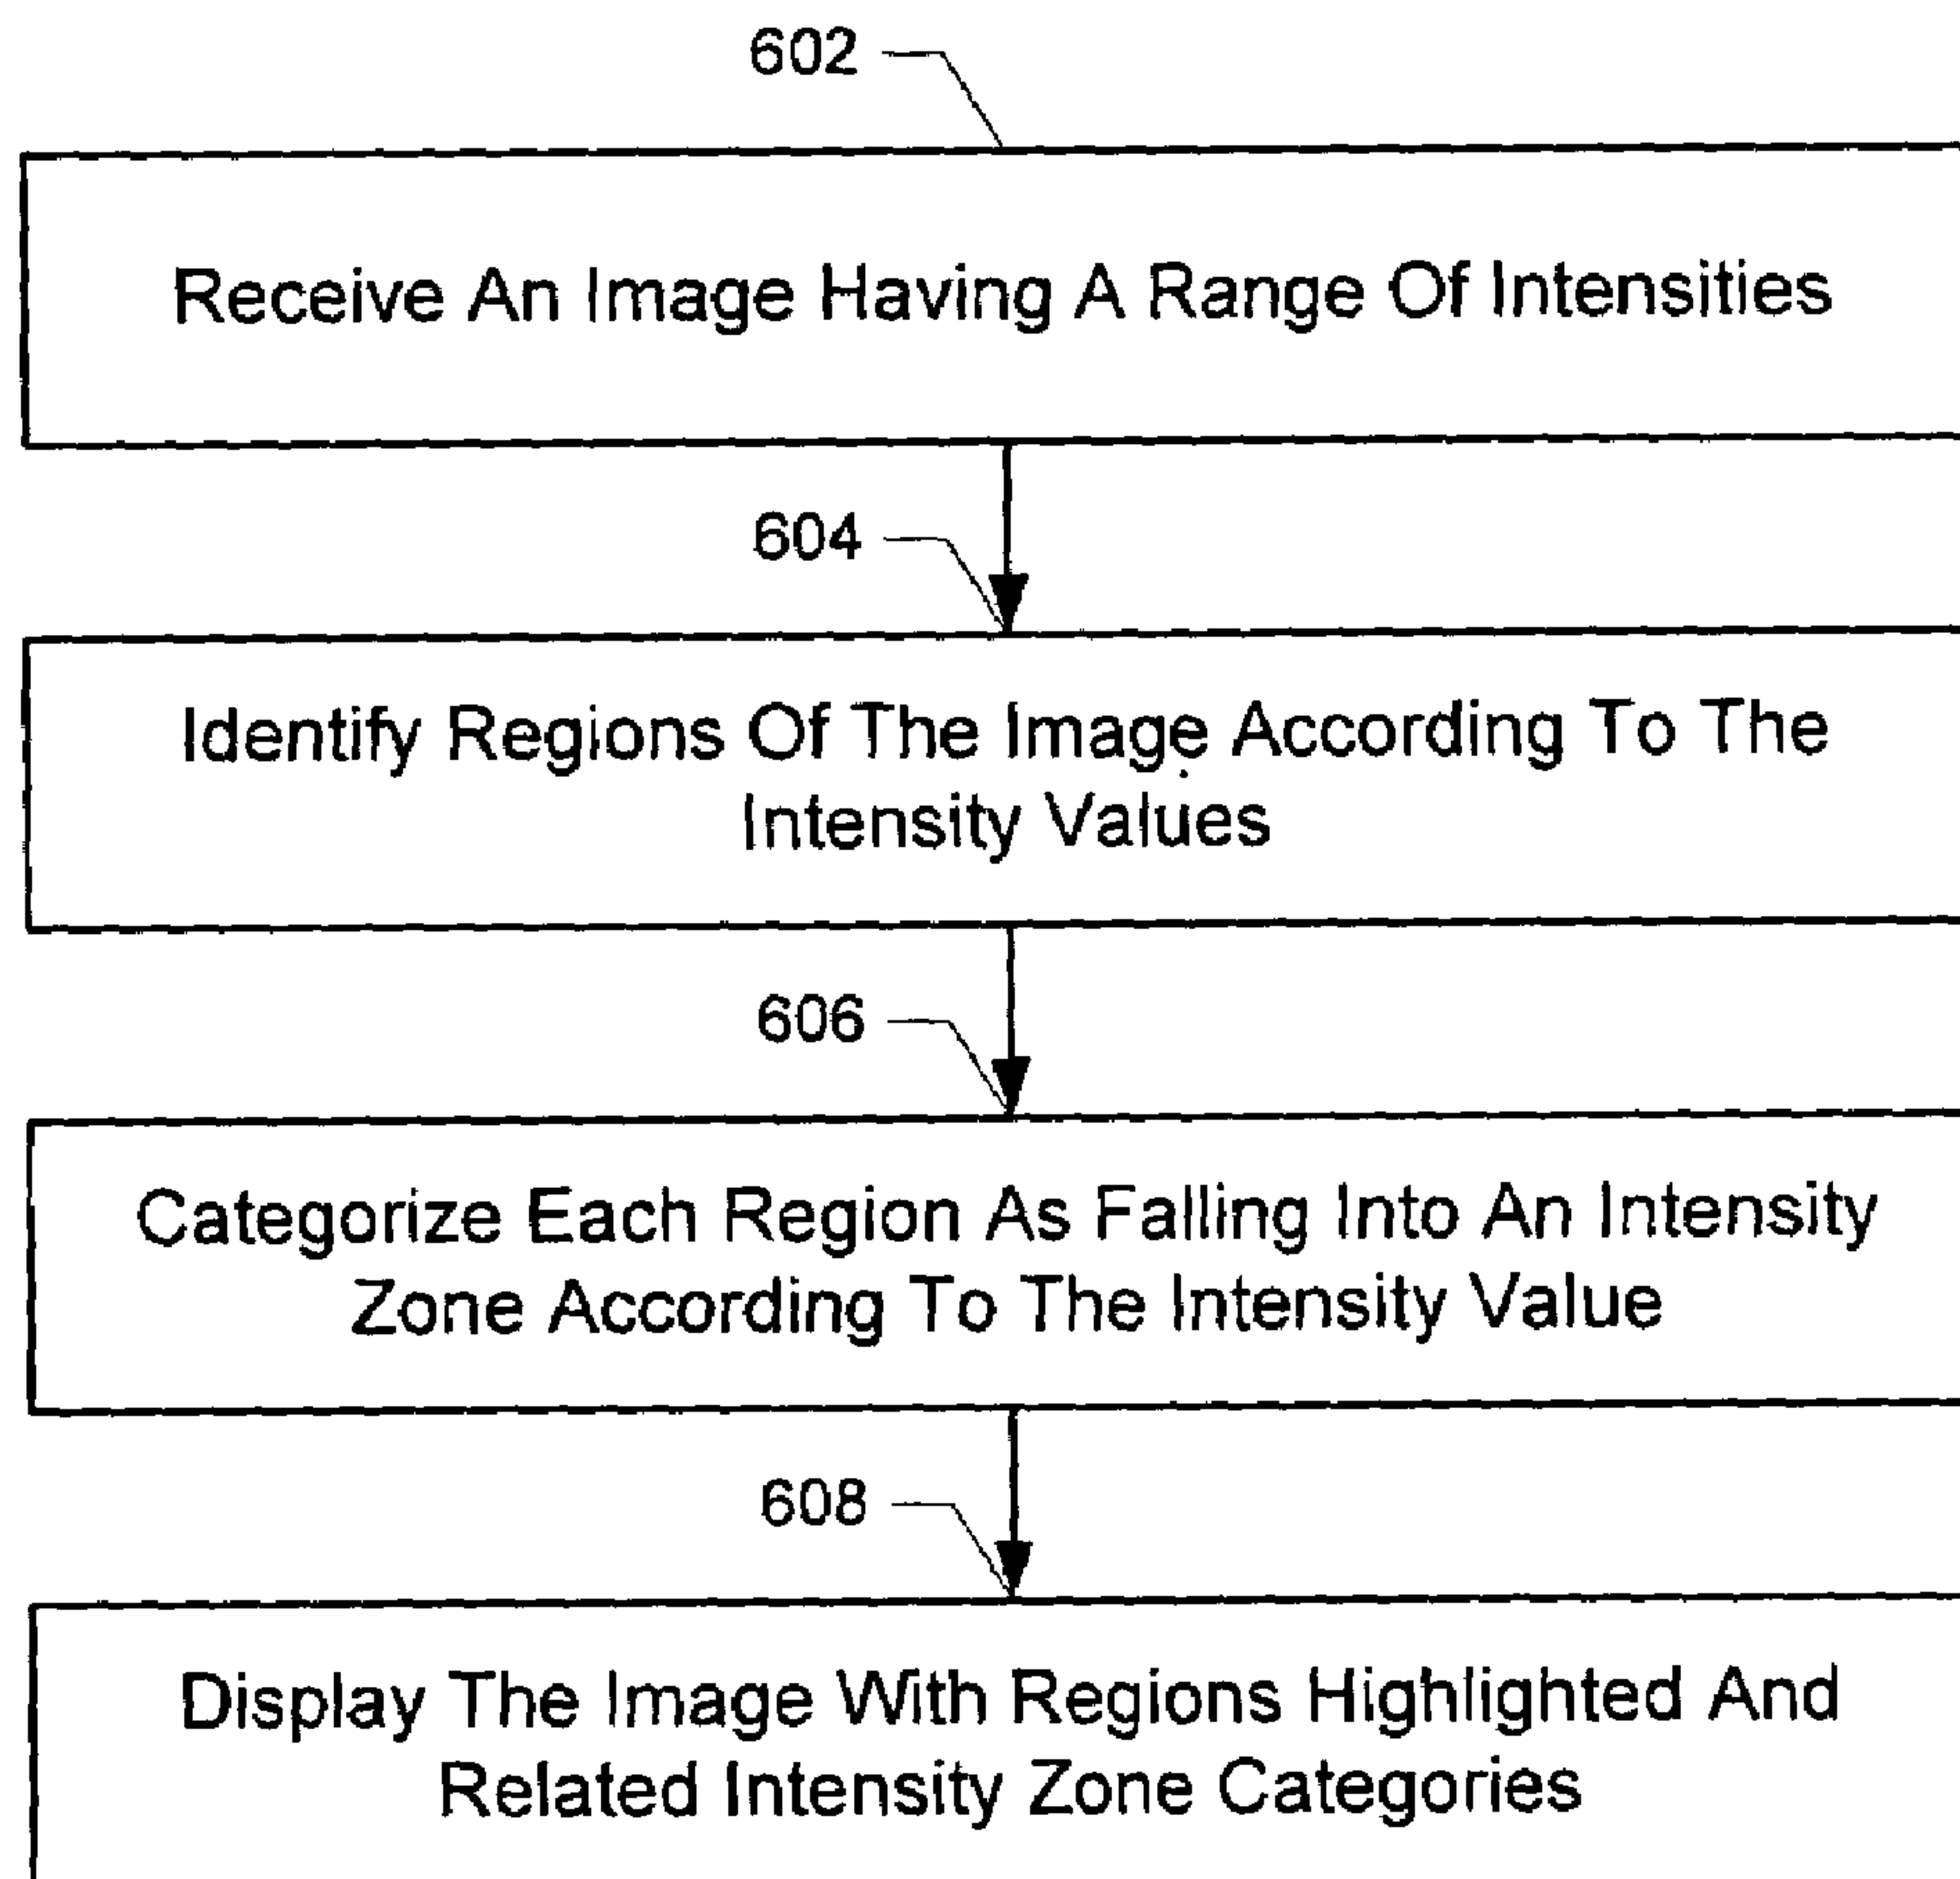 602
Receive An Image Having A Range Of Intensities
604
Identify Regions Of The Image According To The
Intensity Values
606
Categorize Each Region As Falling Into An Intensity
Zone According To The Intensity Value
608
Display The Image With Regions Highlighted And
Related Intensity Zone Categories